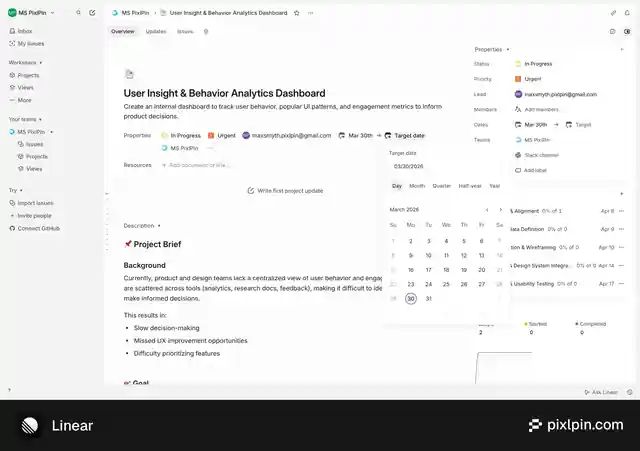 MS PixlPin
Inbox
My issues
Workspace
Projects
Views
More
Your teams
MS PixlPin
Issues
Projects
Views
Try
Import issues
Invite people
Connect GitHub
MS PixlPin
User Insight & Behavior Analytics Dashboard
Overview
Updates
Issues
User Insight & Behavior Analytics Dashboard
Create an internal dashboard to track user behavior, popular UI patterns, and engagement metrics to inform
product decisions.
Properties
In Progress
Urgent
maxsmyth.pixlpin@gmail.com
Mar 30th
Target date
MS PixlPin
Resources
+ Add document or link...
Write first project update
Description
📌 Project Brief
Background
Currently, product and design teams lack a centralized view of user behavior and
are scattered across tools (analytics, research docs, feedback), making it difficult to
make informed decisions.
This results in:
• Slow decision-making
• Missed UX improvement opportunities
• Difficulty prioritizing features
Goal
Target date
03/30/2026
Day
Month
Quarter
Half-year
Year
March 2026
Su Mo Tu We Th Fr Sa
1 2 3 4 5 6 7
8 9 10 11 12 13 14
15 16 17 18 19 20 21
22 23 24 25 26 27 28
29 30 31
Properties
Status
In Progress
Priority
Urgent
Lead
maxsmyth.pixlpin@gmail.com
Members
Add members
Dates
Mar 30th
Target
Teams
MS PixlPin
Slack channel
Add label
& Alignment 0% of 1 Apr 8
Data Definition 0% of 0 Apr 9
& Wireframing 0% of 0 Apr 10
& Design System Integra... 0% of 0 Apr 14
& Usability Testing 0% of 0 Apr 17
Started
Completed
2
0
0
?
Ask Linear
Linear
pixlpin.com